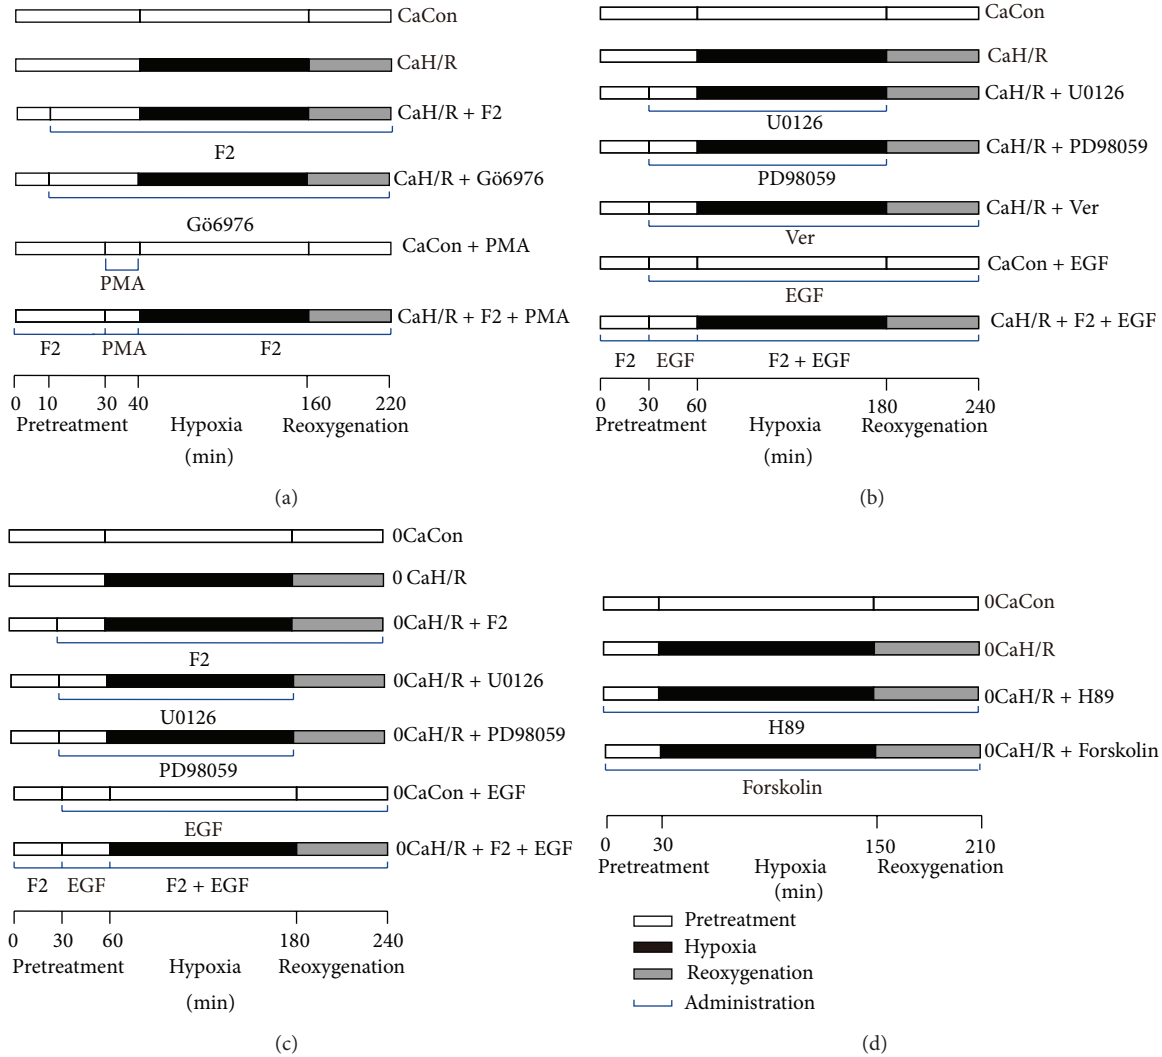 CaCon
CaH/R
CaH/R + F2
F2
CaH/R + Gö6976
Gö6976
CaCon + PMA
PMA
CaH/R + F2 + PMA
F2 PMA F2
0 10 30 40 160 220
Pretreatment Hypoxia Reoxygenation
(min)
(a)
CaCon
CaH/R
CaH/R + U0126
U0126
CaH/R + PD98059
PD98059
CaH/R + Ver
Ver
CaCon + EGF
EGF
CaH/R + F2 + EGF
F2 EGF F2 + EGF
0 30 60 180 240
Pretreatment Hypoxia Reoxygenation
(min)
(b)
0CaCon
0 CaH/R
0CaH/R + F2
F2
0CaH/R + U0126
U0126
0CaH/R + PD98059
PD98059
0CaCon + EGF
EGF
0CaH/R + F2 + EGF
F2 EGF F2 + EGF
0 30 60 180 240
Pretreatment Hypoxia Reoxygenation
(min)
(c)
0CaCon
0CaH/R
0CaH/R + H89
H89
0CaH/R + Forskolin
Forskolin
0 30 150 210
Pretreatment Hypoxia Reoxygenation
(min)
Pretreatment
Hypoxia
Reoxygenation
Administration
(d)